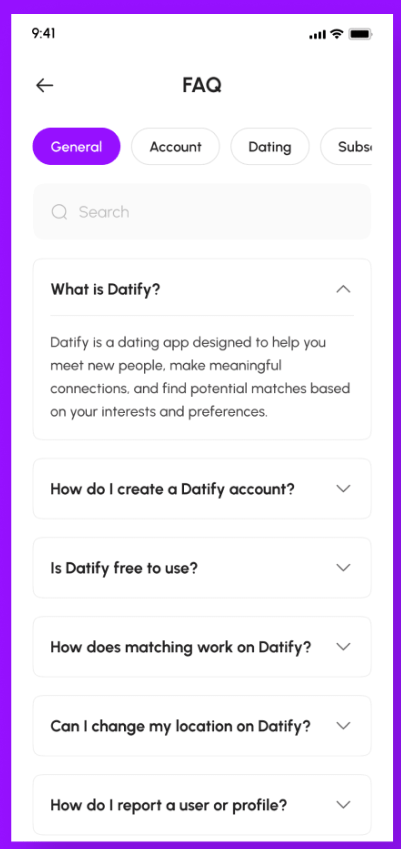 9:41
FAQ
General Account Dating
Search
What is Datify?
Datify is a dating app designed to help you
meet new people, make meaningful
connections, and find potential matches based
on your interests and preferences.
How do I create a Datify account?
Is Datify free to use?
How does matching work on Datify?
Can I change my location on Datify?
How do I report a user or profile?